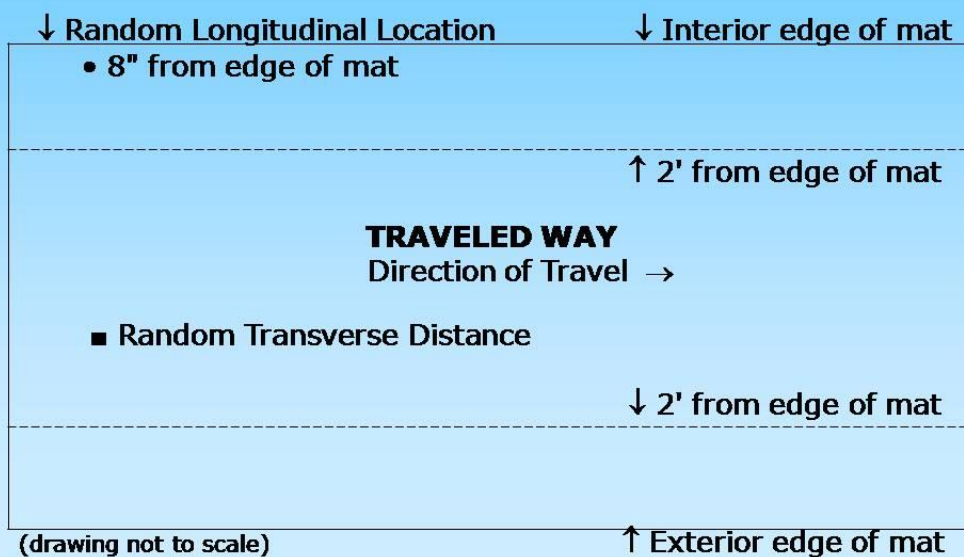 ↓ Random Longitudinal Location ↓ Interior edge of mat
• 8" from edge of mat
↑ 2' from edge of mat
TRAVELED WAY
Direction of Travel →
■ Random Transverse Distance
↓ 2' from edge of mat
(drawing not to scale) ↑ Exterior edge of mat